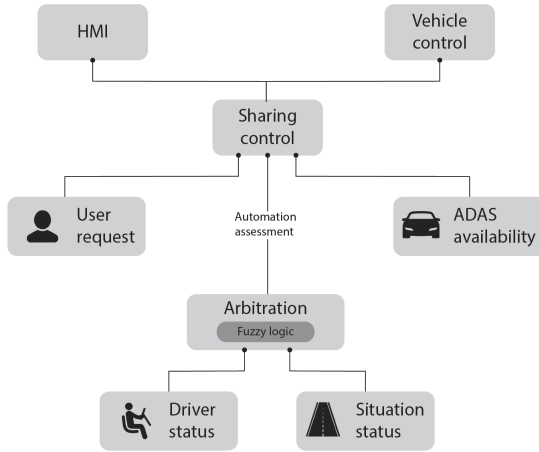 HMI
Vehicle
control
Sharing
control
User
request
Automation
assessment
ADAS
availability
Arbitration
Fuzzy logic
Driver
status
Situation
status